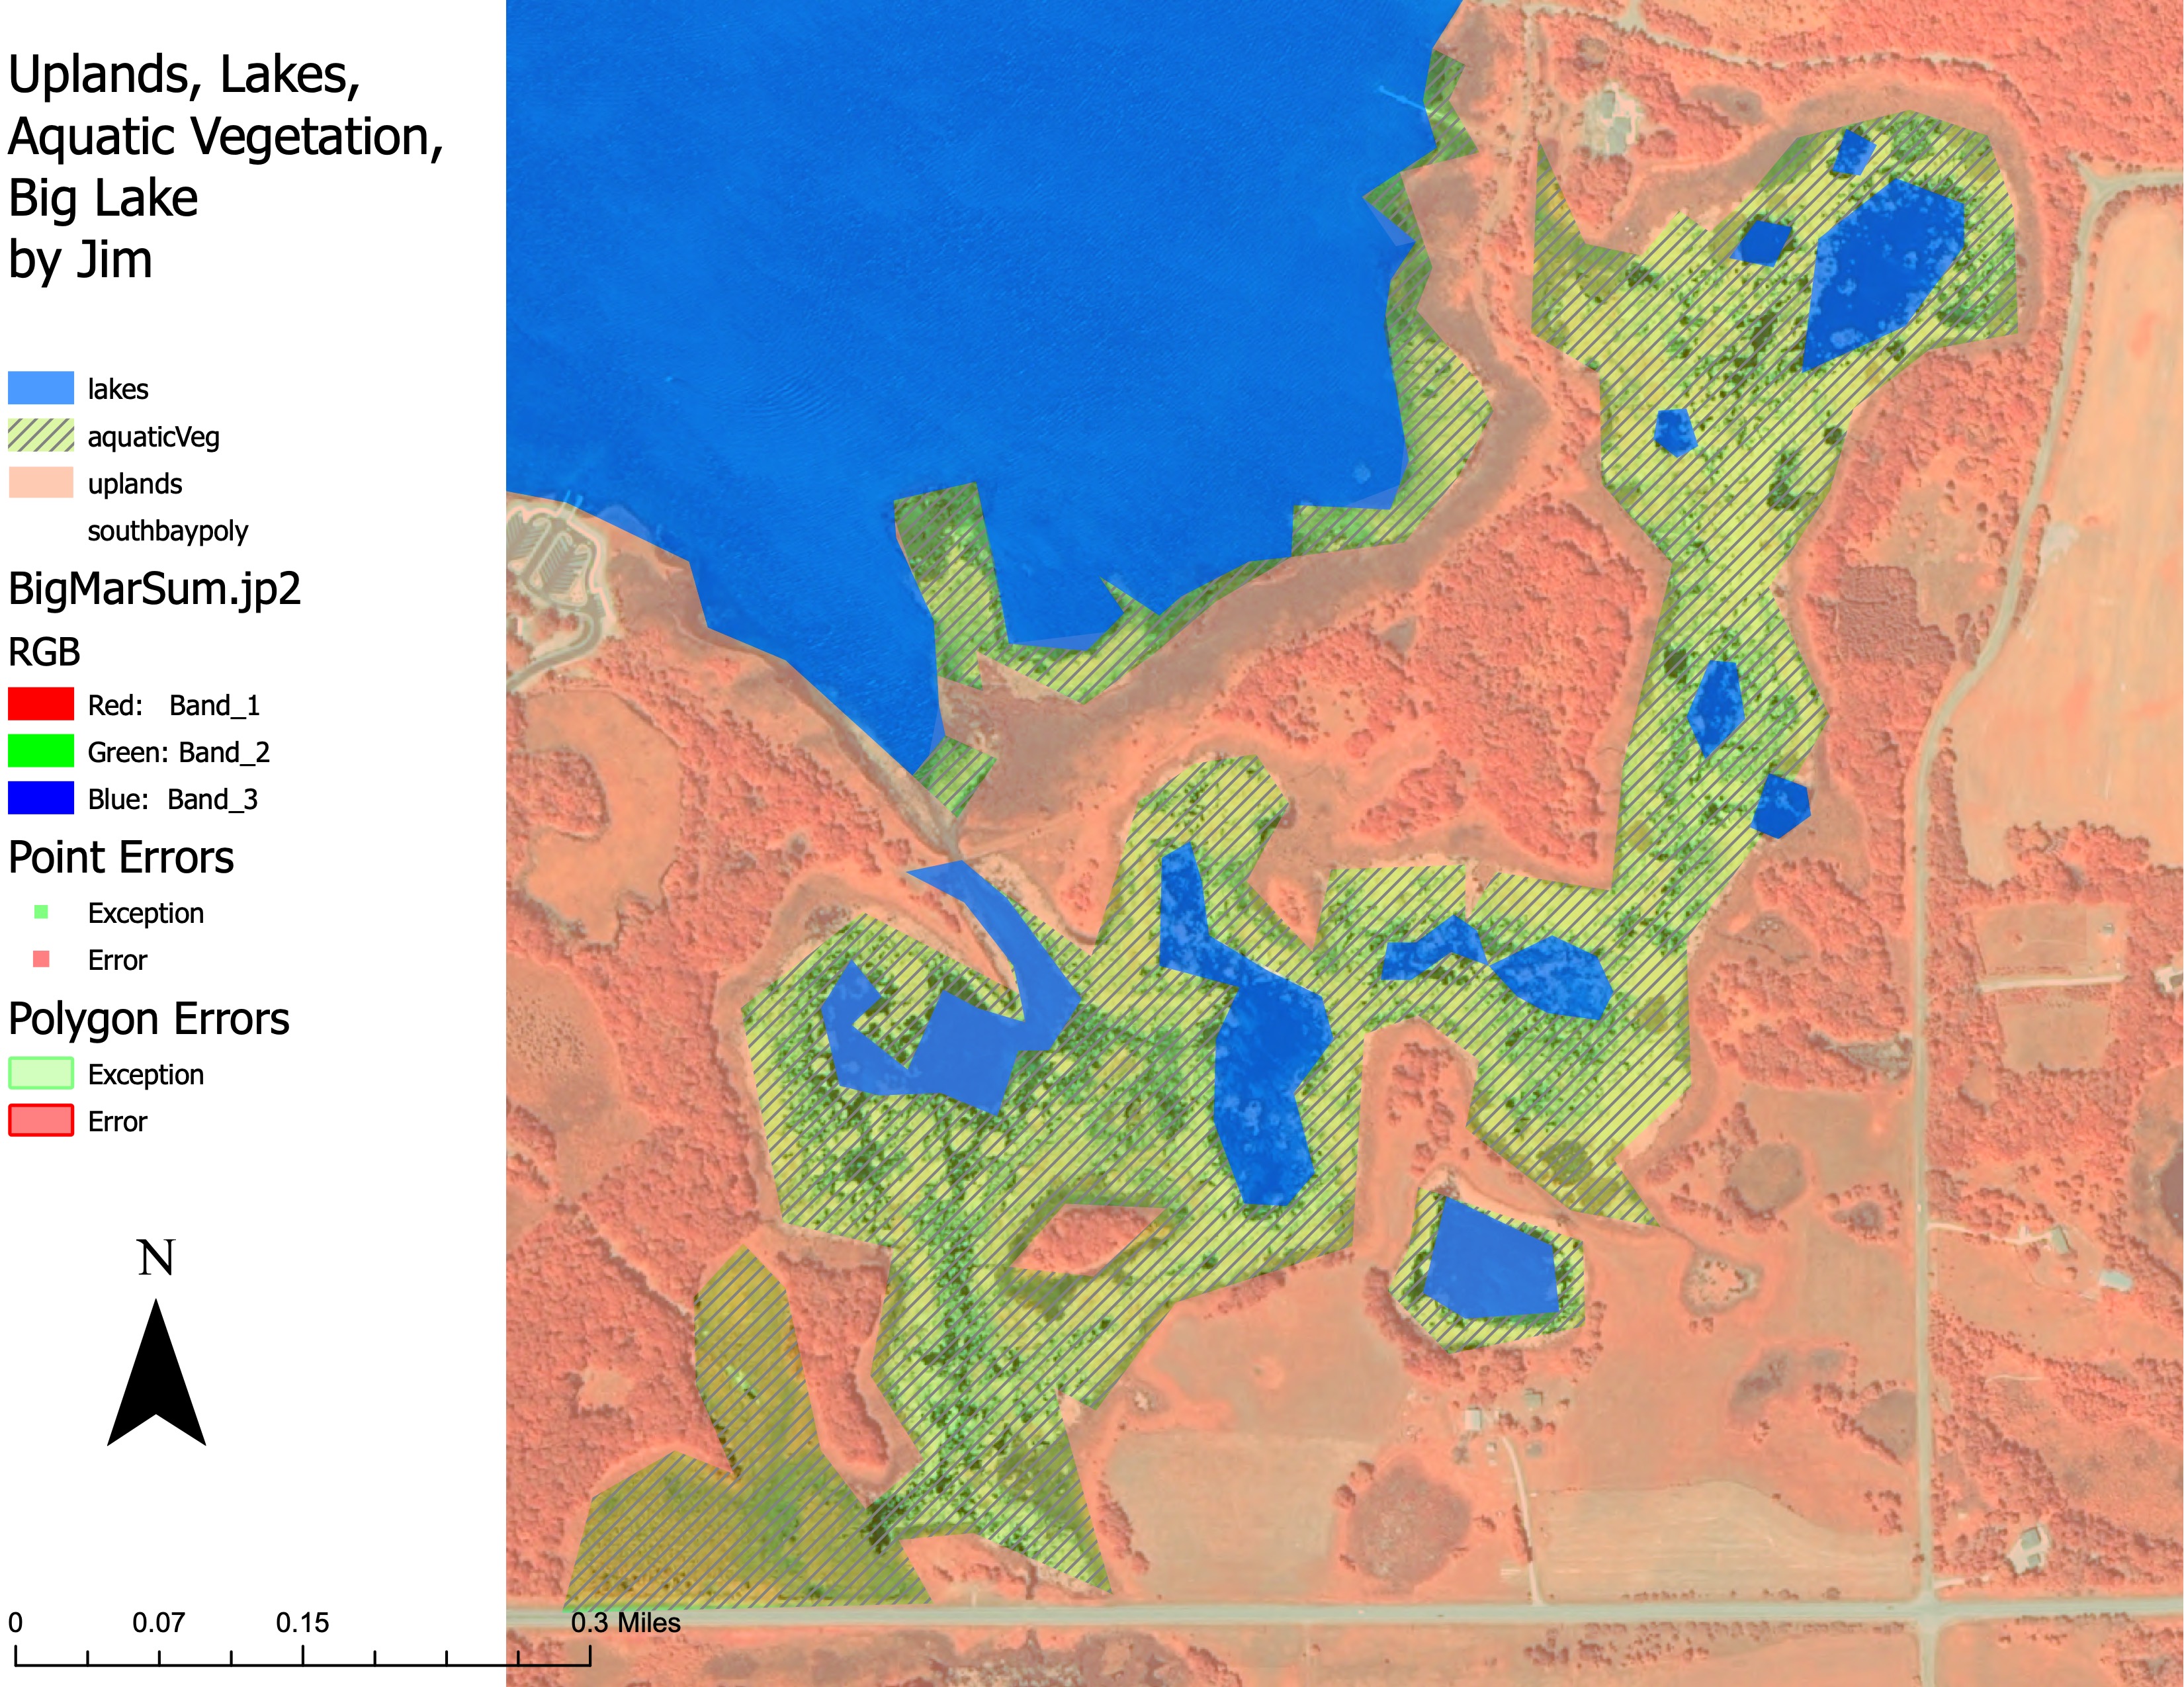 Uplands, Lakes,
Aquatic Vegetation,
Big Lake
by Jim
lakes
aquaticVeg
uplands
southbaypoly
BigMarSum.jp2
RGB
Red: Band_1
Green: Band_2
Blue: Band_3
Point Errors
Exception
Error
Polygon Errors
Exception
Error
N
0 0.07 0.15 0.3 Miles